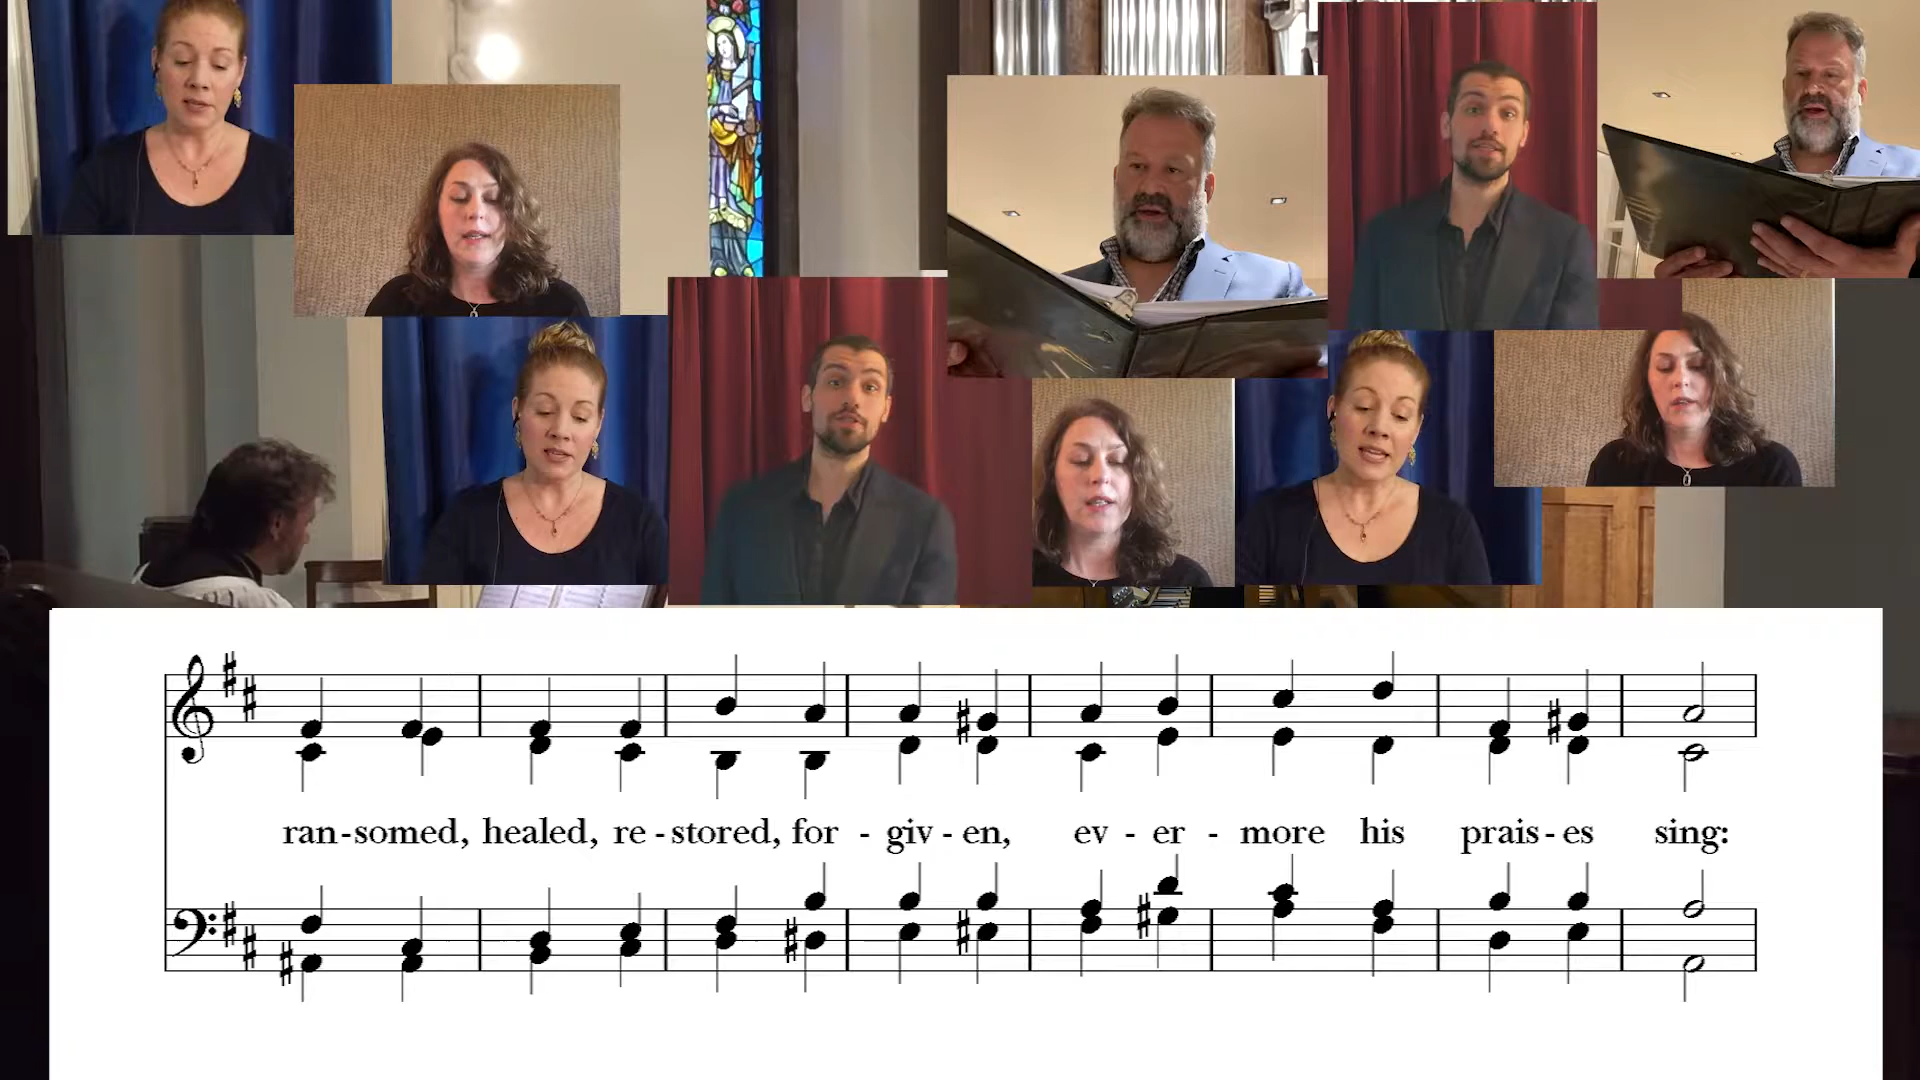 ran-somed, healed, re-stored, for - giv - en, ev - er - more his prais-es sing: